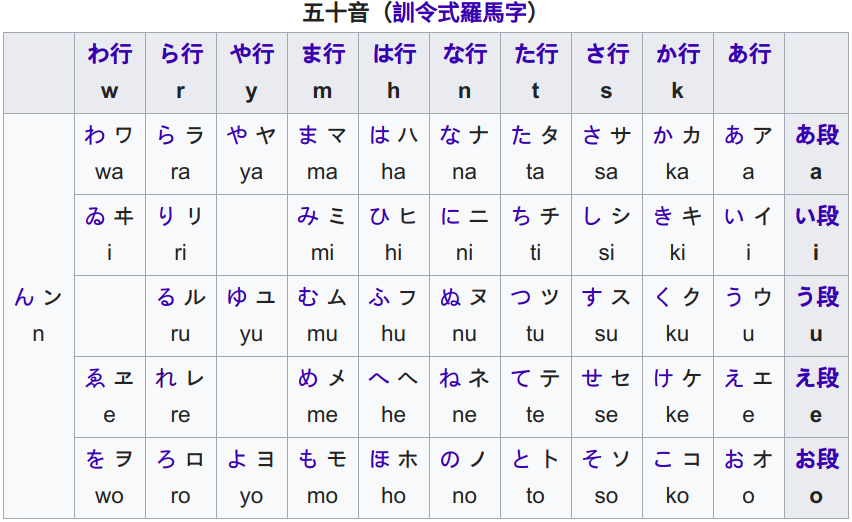 五十音（訓令式羅馬字）
わ行 ら行 や行 ま行 は行 な行 た行 さ行 か行 あ行
w r y m h n t s k
わ ワ ら ラ や ヤ ま マ は ハ な ナ た タ さ サ か カ あ ア あ段
wa ra ya ma ha na ta sa ka a a
ゐ ヰ り リ み ミ ひ ヒ に ニ ち チ し シ き キ い イ い段
i ri mi hi ni ti si ki i i
ん ン る ル ゆ ユ む ム ふ フ ぬ ヌ つ ツ す ス く ク う ウ う段
n ru yu mu hu nu tu su ku u u
ゑ ヱ れ レ め メ へ ヘ ね ネ て テ せ セ け ケ え エ え段
e re me he ne te se ke e e
を ヲ ろ ロ よ ヨ も モ ほ ホ の ノ と ト そ ソ こ コ お オ お段
wo ro yo mo ho no to so ko o o